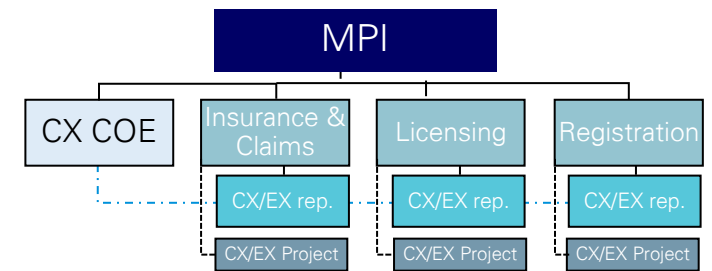 MPI
CX COE
Insurance &
Claims
Licensing
Registration
CX/EX rep.
CX/EX rep.
CX/EX rep.
CX/EX Project
CX/EX Project
CX/EX Project